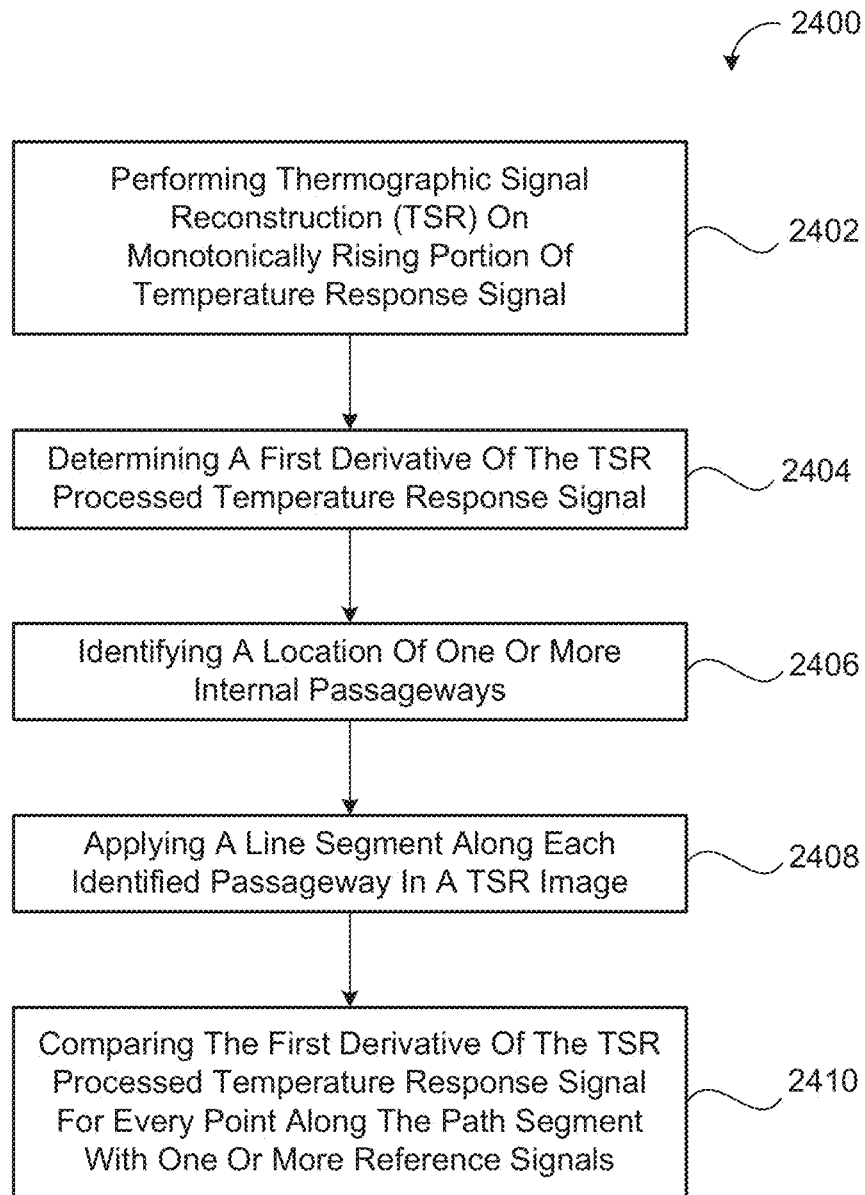 2400
Performing Thermographic Signal
Reconstruction (TSR) On
Monotonically Rising Portion Of
Temperature Response Signal
2402
Determining A First Derivative Of The TSR
Processed Temperature Response Signal
2404
Identifying A Location Of One Or More
Internal Passageways
2406
Applying A Line Segment Along Each
Identified Passageway In A TSR Image
2408
Comparing The First Derivative Of The TSR
Processed Temperature Response Signal
For Every Point Along The Path Segment
With One Or More Reference Signals
2410